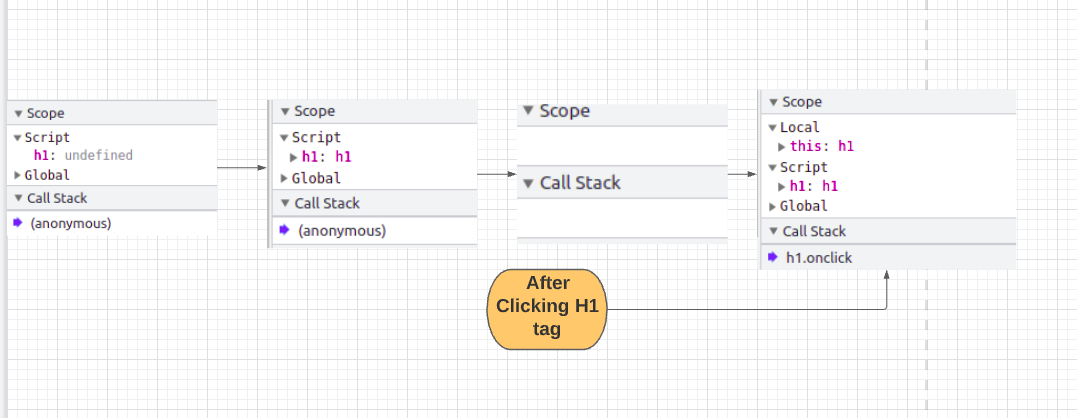 Scope
Script
h1: undefined
Global
Call Stack
(anonymous)
Scope
Script
h1: h1
Global
Call Stack
(anonymous)
Scope
Call Stack
Scope
Local
this: h1
Script
h1: h1
Global
Call Stack
h1.onclick
After
Clicking H1
tag